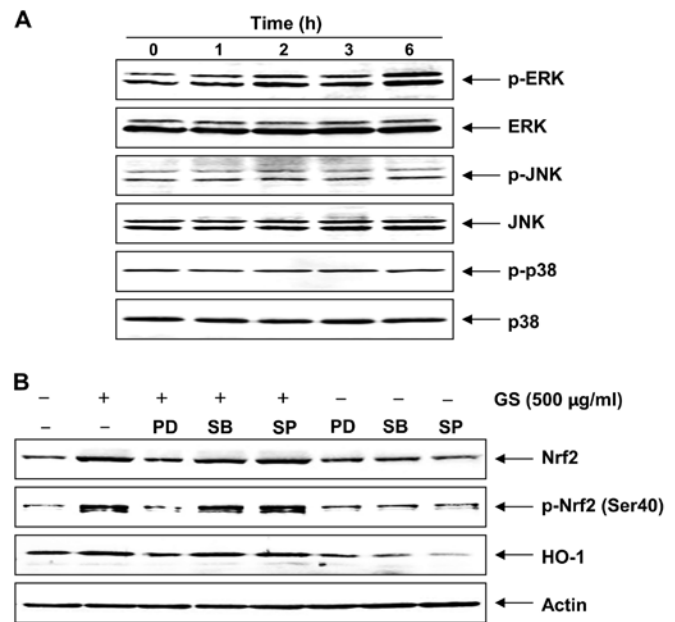 A
Time (h)
0 1 2 3 6
p-ERK
ERK
p-JNK
JNK
p-p38
p38
B
– + + + + – – – GS (500 µg/ml)
– – PD SB SP PD SB SP
Nrf2
p-Nrf2 (Ser40)
HO-1
Actin